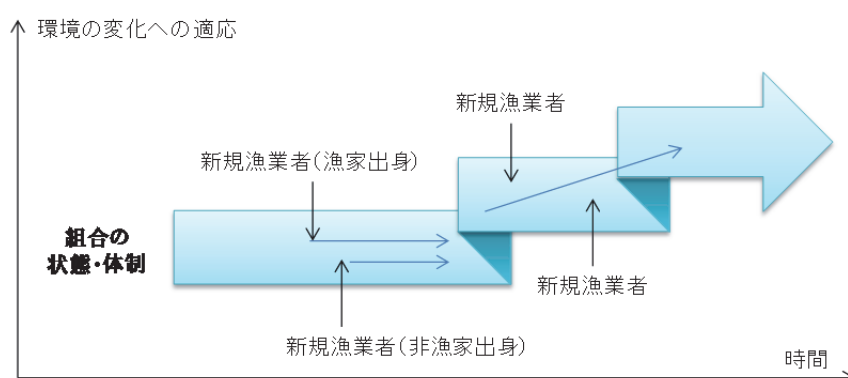 環境の変化への適応
新規漁業者
新規漁業者(漁家出身)
組合の
状態・体制
新規漁業者
新規漁業者(非漁家出身)
時間